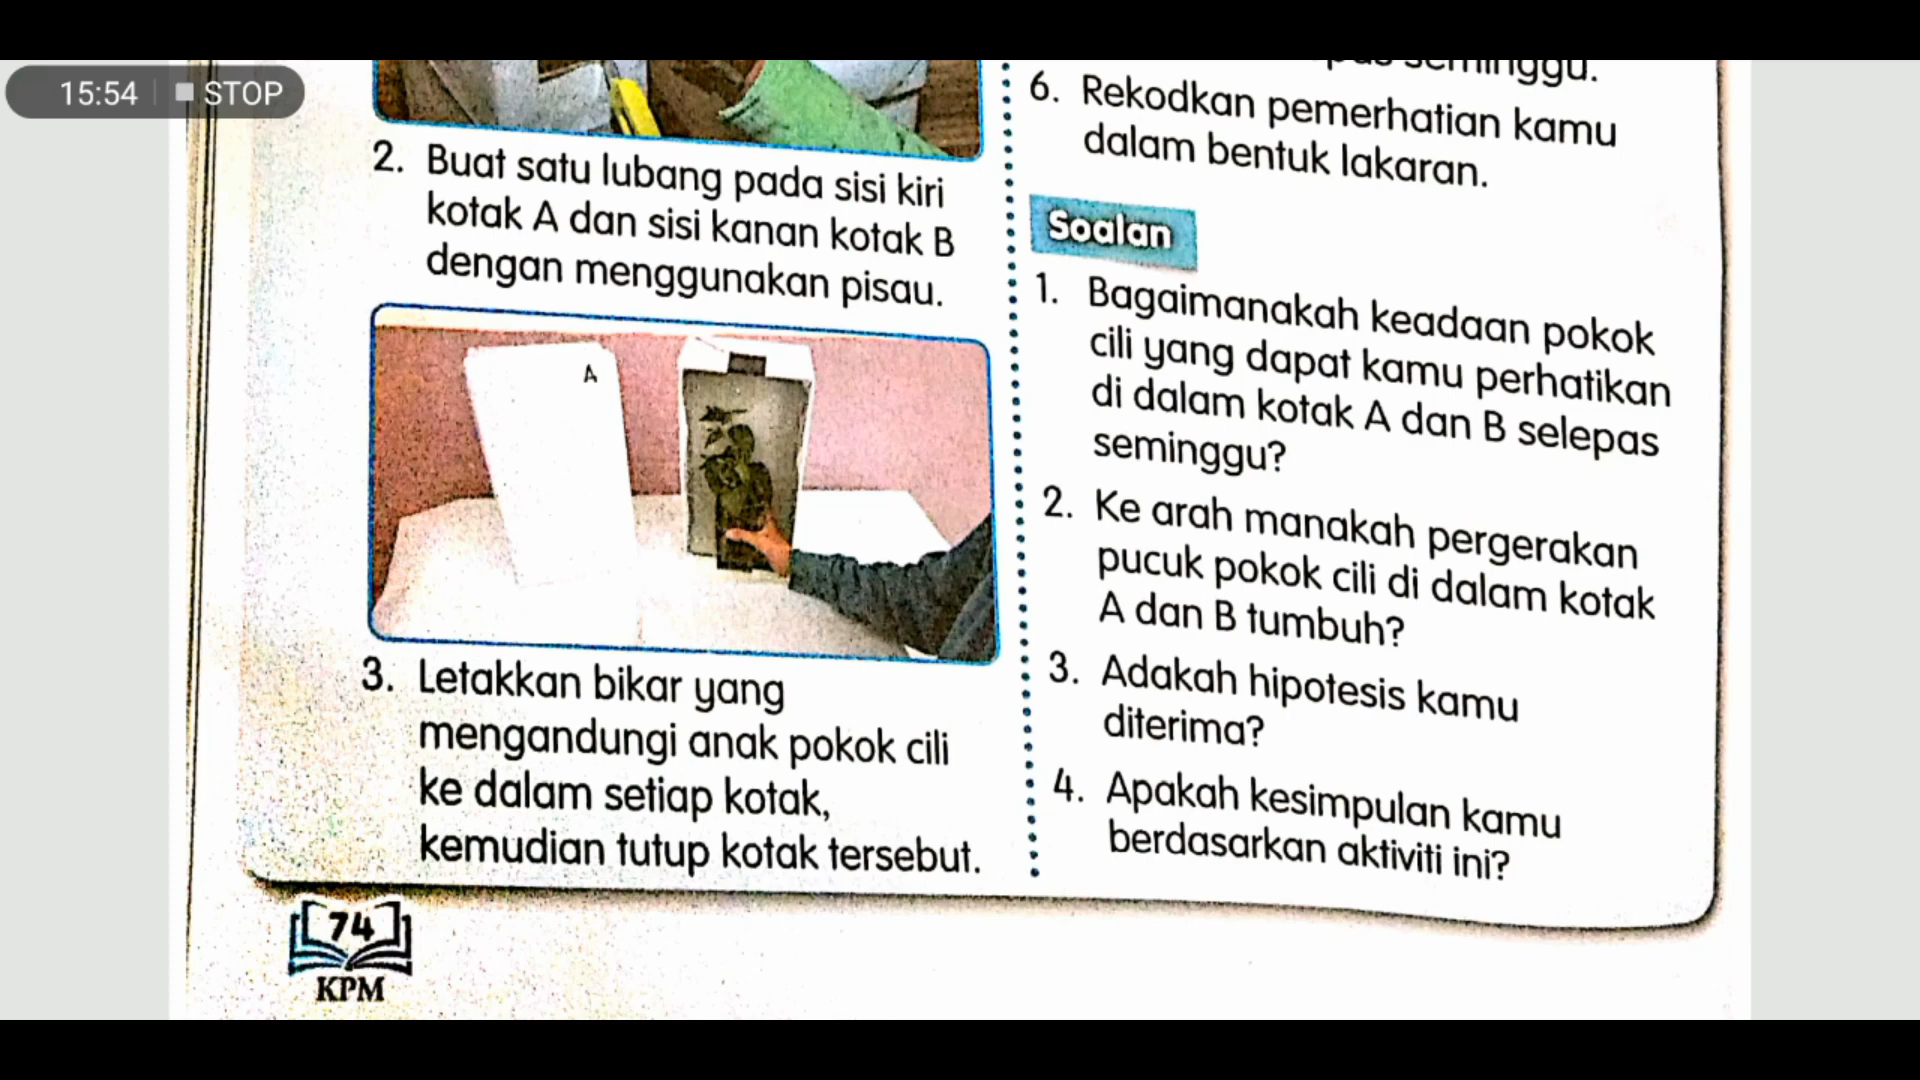 15:54
STOP
2. Buat satu lubang pada sisi kiri
kotak A dan sisi kanan kotak B
dengan menggunakan pisau.
A
3. Letakkan bikar yang
mengandungi anak pokok cili
ke dalam setiap kotak,
kemudian tutup kotak tersebut.
74
KPM
seminggu.
6. Rekodkan pemerhatian kamu
dalam bentuk lakaran.
Soalan
1. Bagaimanakah keadaan pokok
cili yang dapat kamu perhatikan
di dalam kotak A dan B selepas
seminggu?
2. Ke arah manakah pergerakan
pucuk pokok cili di dalam kotak
A dan B tumbuh?
3. Adakah hipotesis kamu
diterima?
4. Apakah kesimpulan kamu
berdasarkan aktiviti ini?